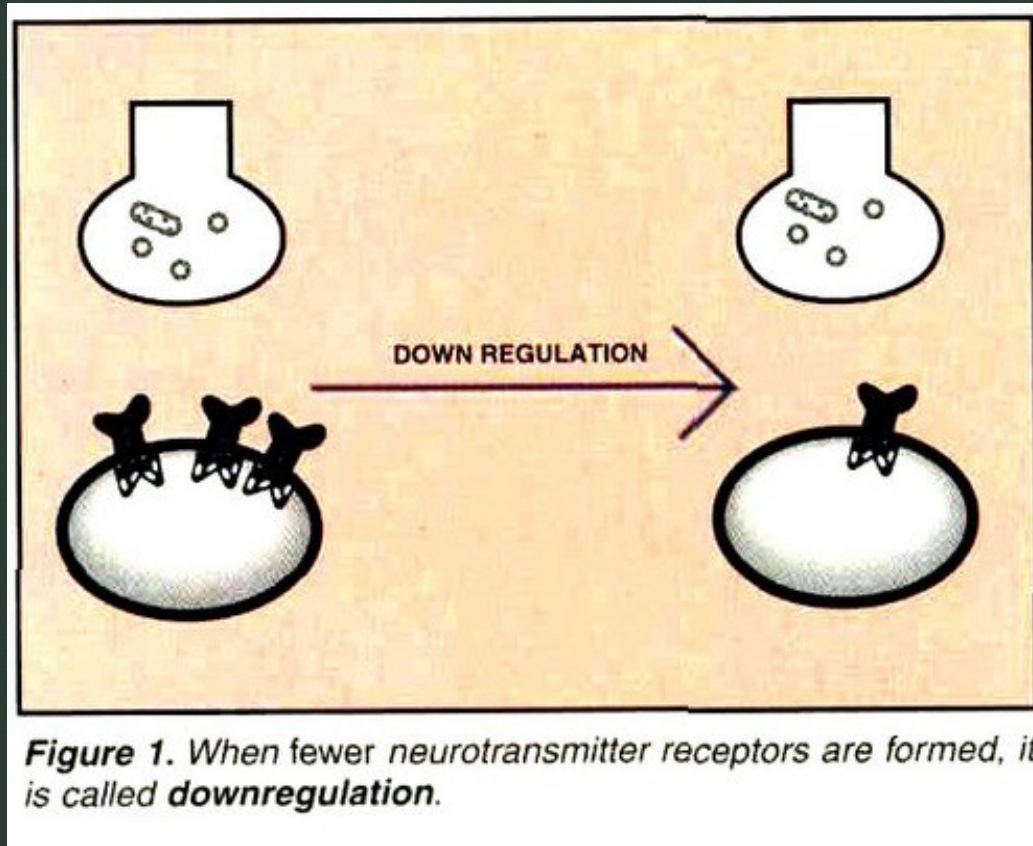 DOWN REGULATION
Figure 1. When fewer neurotransmitter receptors are formed, it
is called downregulation.